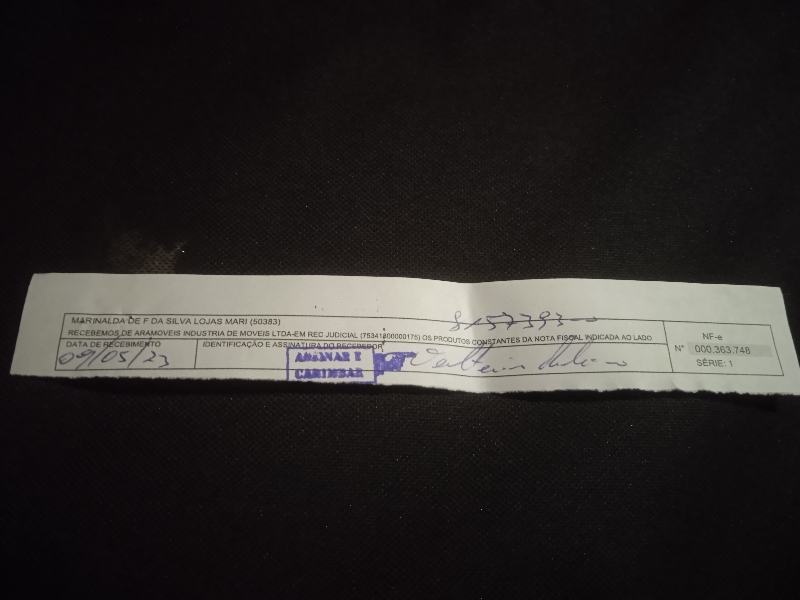 MARINALDA DE F DA SILVA LOJAS MARI (50383)
8157393
RECEBEMOS DE ARAMOVEIS INDUSTRIA DE MOVEIS LTDA-EM REC JUDICIAL (75341800000175) OS PRODUTOS CONSTANTES DA NOTA FISCAL INDICADA AO LADO
DATA DE RECEBIMENTO
09/05/23
IDENTIFICAÇÃO E ASSINATURA DO RECEBEDOR
CARIMBAR
NF-e
N° 000.363.748
SÉRIE: 1